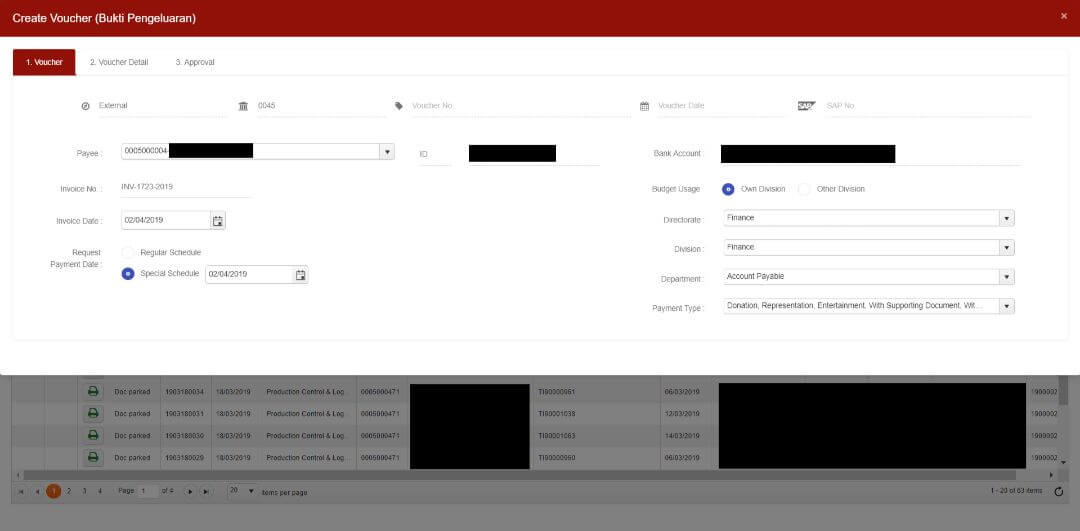 Create Voucher (Bukti Pengeluaran)
×
1. Voucher 2. Voucher Detail 3. Approval
External 0045 Voucher No Voucher Date SAP SAP No
Payee : 0005000004- ID Bank Account :
Invoice No. : INV-1723-2019 Budget Usage Own Division Other Division
Invoice Date : 02/04/2019 Directorate : Finance
Request Payment Date : Regular Schedule Division : Finance
Special Schedule 02/04/2019 Department : Account Payable
Payment Type : Donation, Representation, Entertainment, With Supporting Document, Wit...
Doc parked 1903180034 18/03/2019 Production Control & Log... 0005000471 TI90000961 06/03/2019 1900002
Doc parked 1903180031 18/03/2019 Production Control & Log... 0005000471 TI90001038 12/03/2019 1900002
Doc parked 1903180030 18/03/2019 Production Control & Log... 0005000471 TI90001063 14/03/2019 1900002
Doc parked 1903180029 18/03/2019 Production Control & Log... 0005000471 TI90000960 06/03/2019 1900002
1 2 3 4 Page 1 of 4 20 items per page 1 - 20 of 63 items